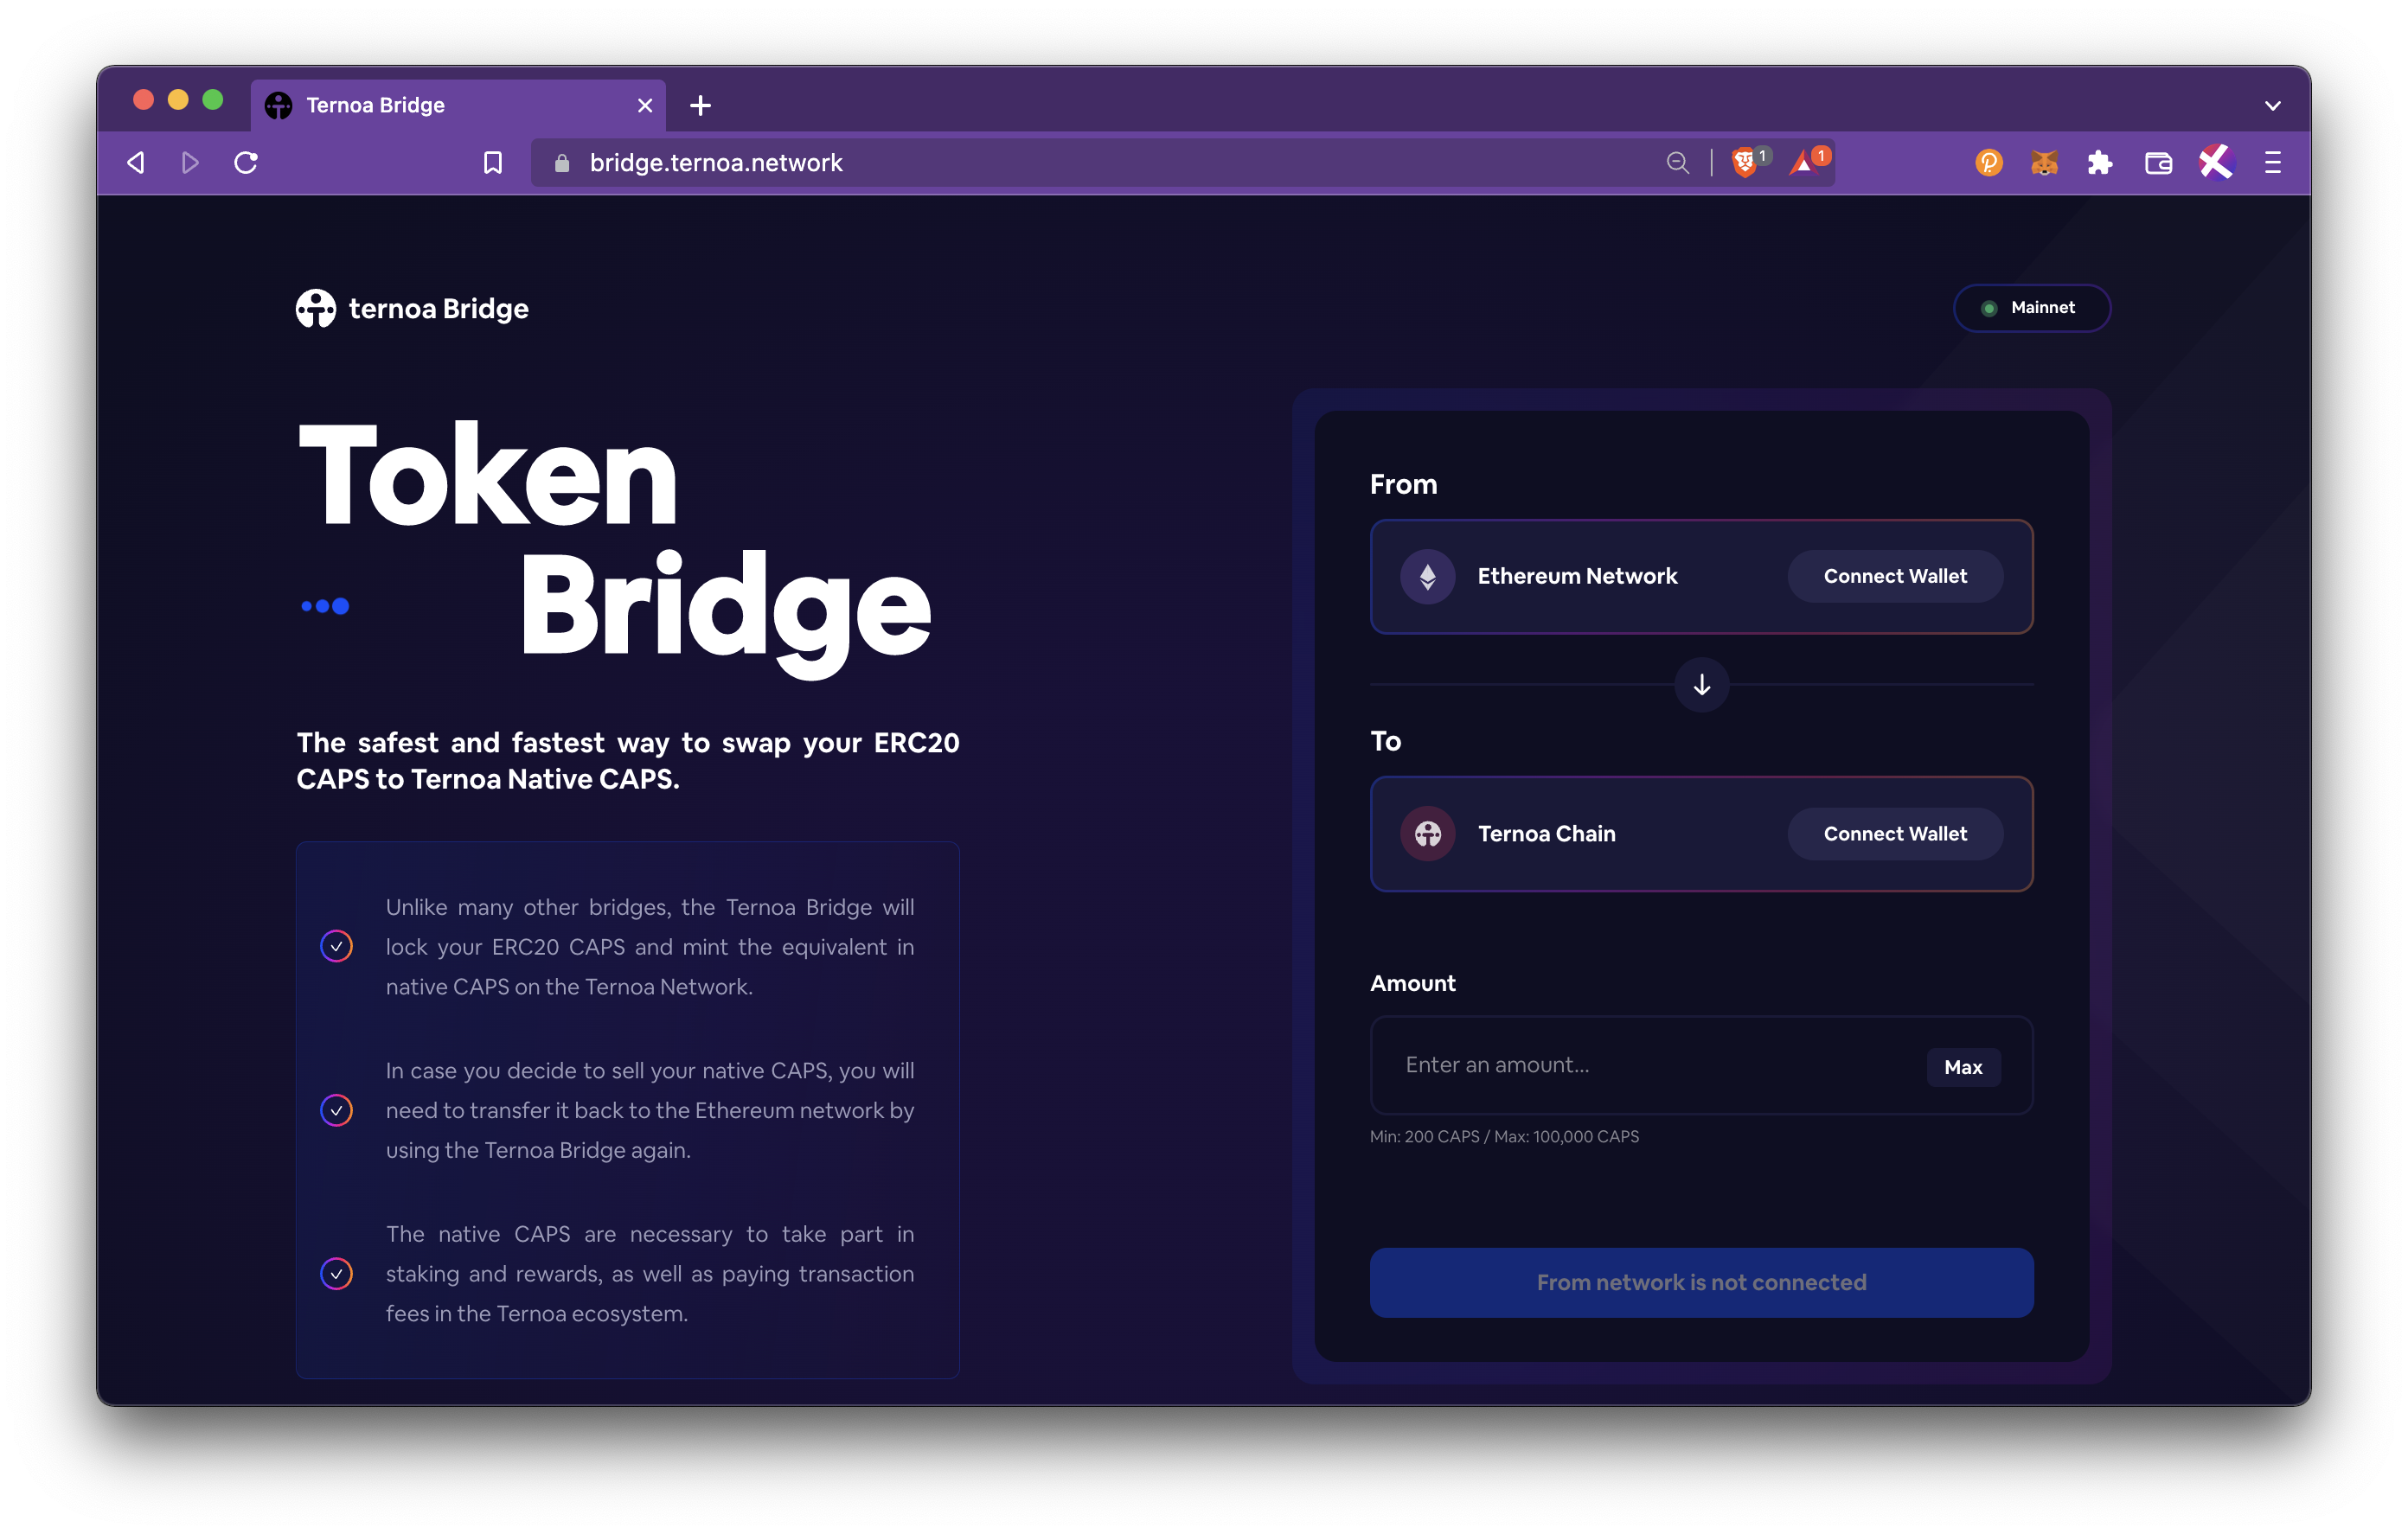 Ternoa Bridge
bridge.ternoa.network
1
1
ternoa Bridge
Mainnet
Token
Bridge
The safest and fastest way to swap your ERC20
CAPS to Ternoa Native CAPS.
Unlike many other bridges, the Ternoa Bridge will
lock your ERC20 CAPS and mint the equivalent in
native CAPS on the Ternoa Network.
In case you decide to sell your native CAPS, you will
need to transfer it back to the Ethereum network by
using the Ternoa Bridge again.
The native CAPS are necessary to take part in
staking and rewards, as well as paying transaction
fees in the Ternoa ecosystem.
From
Ethereum Network
Connect Wallet
To
Ternoa Chain
Connect Wallet
Amount
Enter an amount...
Max
Min: 200 CAPS / Max: 100,000 CAPS
From network is not connected